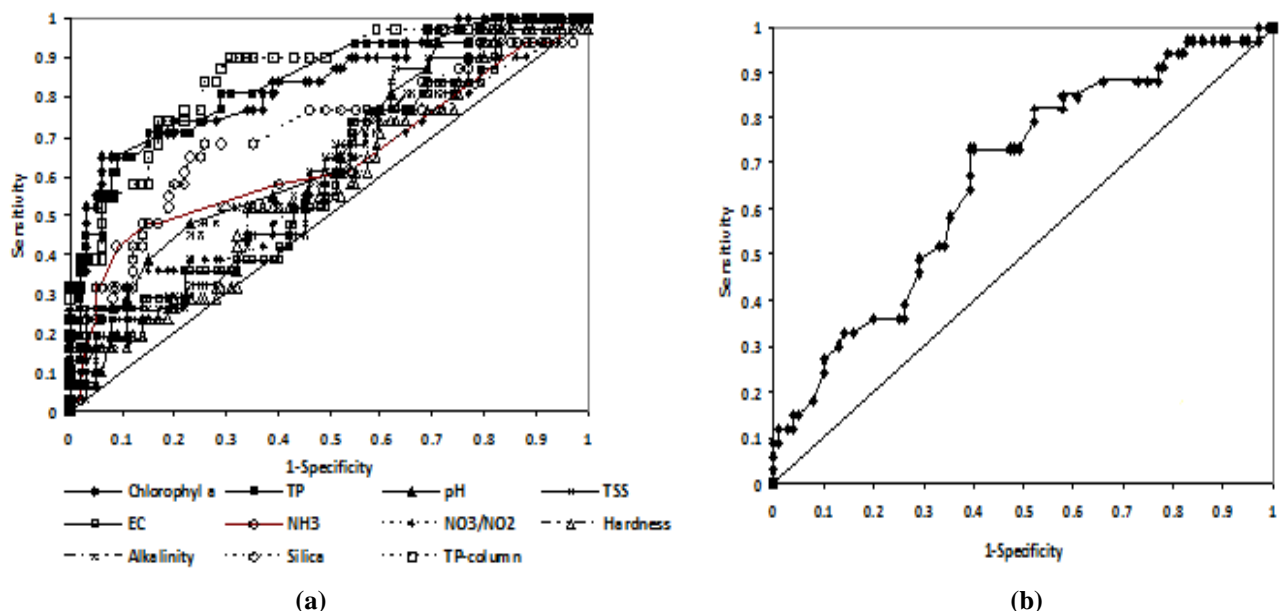 1
0.9
0.8
0.7
0.6
0.5
0.4
0.3
0.2
0.1
0
Sensitivity
0 0.1 0.2 0.3 0.4 0.5 0.6 0.7 0.8 0.9 1
1-Specificity
Chlorophyl a TP pH TSS
EC NH3 NO3/NO2 Hardness
Alkalinity Silica TP-column
(a)
1
0.9
0.8
0.7
0.6
0.5
0.4
0.3
0.2
0.1
0
Sensitivity
0 0.1 0.2 0.3 0.4 0.5 0.6 0.7 0.8 0.9 1
1-Specificity
(b)